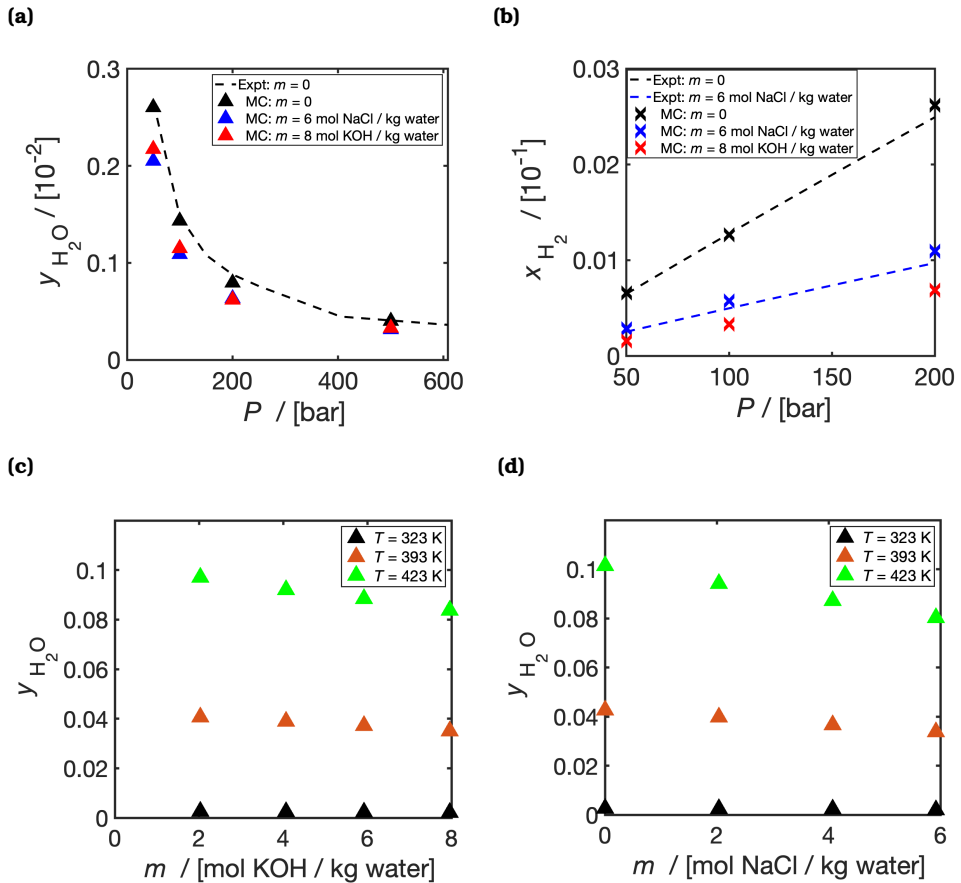 (a)
0.3
0.2
0.1
0
y H2O / [10-2]
Expt: m = 0
MC: m = 0
MC: m = 6 mol NaCl / kg water
MC: m = 8 mol KOH / kg water
0 200 400 600
P / [bar]
(b)
0.03
0.02
0.01
0
x H2 / [10-1]
Expt: m = 0
Expt: m = 6 mol NaCl / kg water
MC: m = 0
MC: m = 6 mol NaCl / kg water
MC: m = 8 mol KOH / kg water
50 100 150 200
P / [bar]
(c)
0.1
0.08
0.06
0.04
0.02
0
y H2O
T = 323 K
T = 393 K
T = 423 K
0 2 4 6 8
m / [mol KOH / kg water]
(d)
0.1
0.08
0.06
0.04
0.02
0
y H2O
T = 323 K
T = 393 K
T = 423 K
0 2 4 6
m / [mol NaCl / kg water]